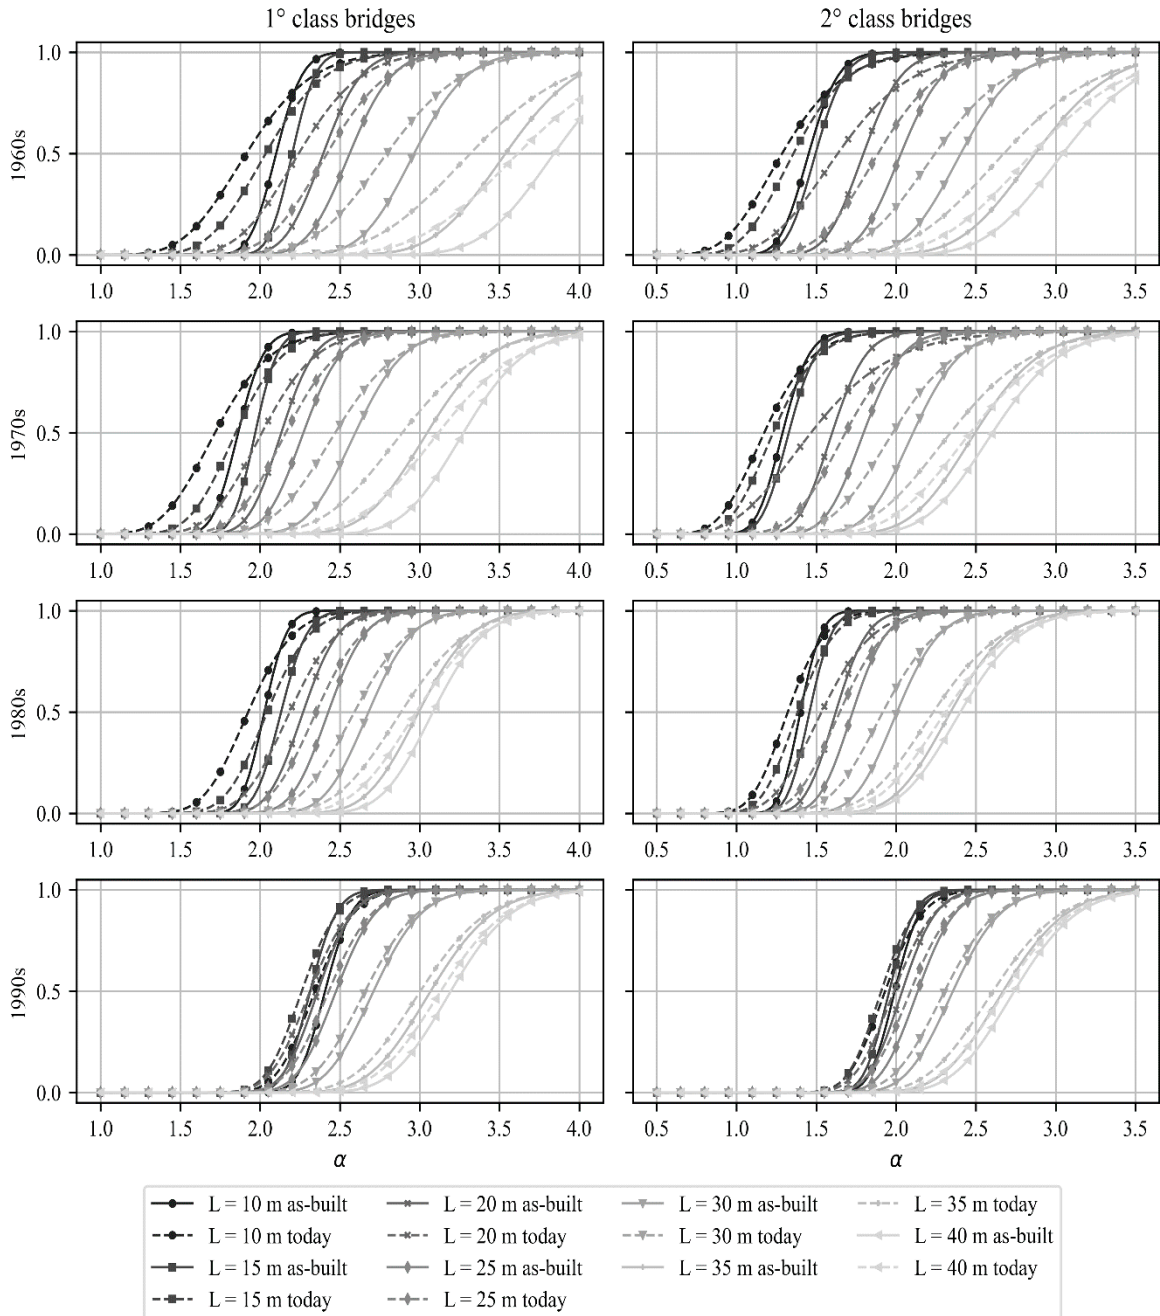 1° class bridges 2° class bridges
1.0
0.5
0.0
1960s
1.0 1.5 2.0 2.5 3.0 3.5 4.0 0.5 1.0 1.5 2.0 2.5 3.0 3.5
1.0
0.5
0.0
1970s
1.0 1.5 2.0 2.5 3.0 3.5 4.0 0.5 1.0 1.5 2.0 2.5 3.0 3.5
1.0
0.5
0.0
1980s
1.0 1.5 2.0 2.5 3.0 3.5 4.0 0.5 1.0 1.5 2.0 2.5 3.0 3.5
1.0
0.5
0.0
1990s
1.0 1.5 2.0 2.5 3.0 3.5 4.0 0.5 1.0 1.5 2.0 2.5 3.0 3.5
α α
L = 10 m as-built L = 20 m as-built L = 30 m as-built L = 35 m today
L = 10 m today L = 20 m today L = 30 m today L = 40 m as-built
L = 15 m as-built L = 25 m as-built L = 35 m as-built L = 40 m today
L = 15 m today L = 25 m today